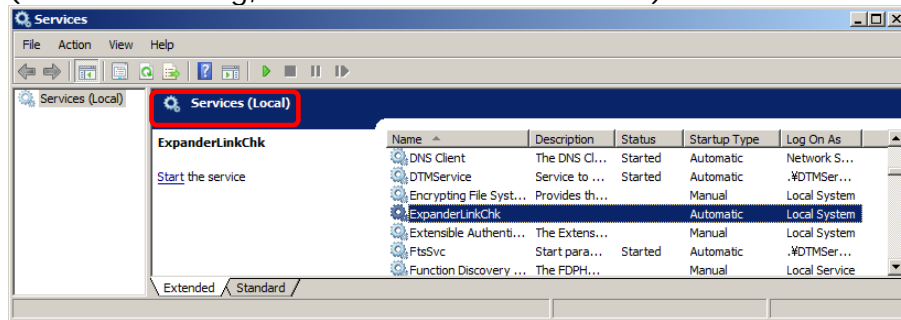 Services
File Action View Help
Services (Local)
Services (Local)
ExpanderLinkChk
Start the service
Name Description Status Startup Type Log On As
DNS Client The DNS Cl... Started Automatic Network S...
DTMService Service to ... Started Automatic .¥DTMSer...
Encrypting File Syst... Provides th... Manual Local System
ExpanderLinkChk Automatic Local System
Extensible Authenti... The Extens... Manual Local System
FtsSvc Start para... Started Automatic .¥DTMSer...
Function Discovery ... The FDPH... Manual Local Service
Extended Standard